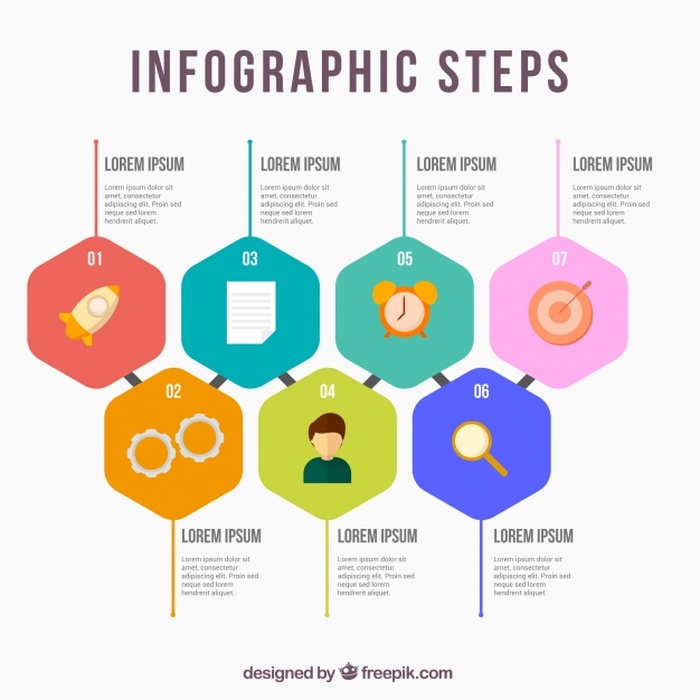 INFOGRAPHIC STEPS
LOREM IPSUM
Lorem ipsum dolor sit
amet, consectetur
adipiscing elit. Proin sed
neque sed lorem
hendrerit aliquet.
LOREM IPSUM
Lorem ipsum dolor sit
amet, consectetur
adipiscing elit. Proin sed
neque sed lorem
hendrerit aliquet.
LOREM IPSUM
Lorem ipsum dolor sit
amet, consectetur
adipiscing elit. Proin sed
neque sed lorem
hendrerit aliquet.
LOREM IPSUM
Lorem ipsum dolor sit
amet, consectetur
adipiscing elit. Proin sed
neque sed lorem
hendrerit aliquet.
01
03
05
07
02
04
06
LOREM IPSUM
Lorem ipsum dolor sit
amet, consectetur
adipiscing elit. Proin sed
neque sed lorem
hendrerit aliquet.
LOREM IPSUM
Lorem ipsum dolor sit
amet, consectetur
adipiscing elit. Proin sed
neque sed lorem
hendrerit aliquet.
LOREM IPSUM
Lorem ipsum dolor sit
amet, consectetur
adipiscing elit. Proin sed
neque sed lorem
hendrerit aliquet.
designed by freepik.com